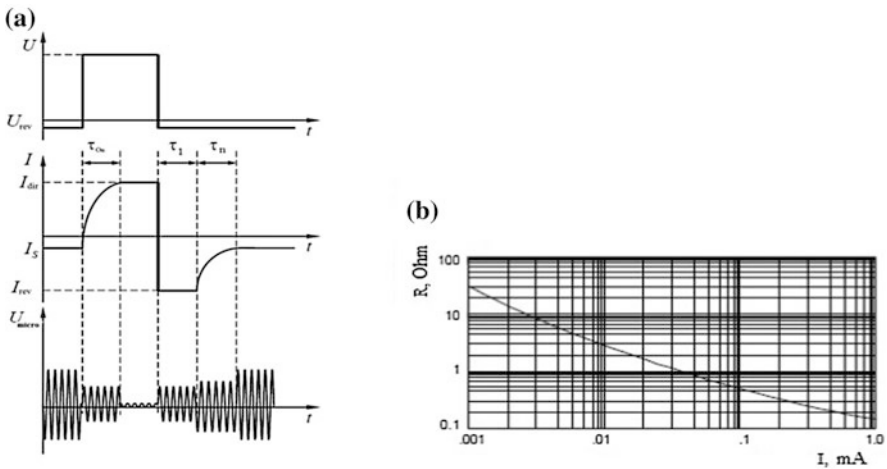 (a)
U
U_rev
t
τ_On
τ_1
τ_n
I
I_dir
I_S
t
I_rev
U_micro
t
(b)
R, Ohm
100
10
1
0.1
.001
.01
.1
1.0
I, mA